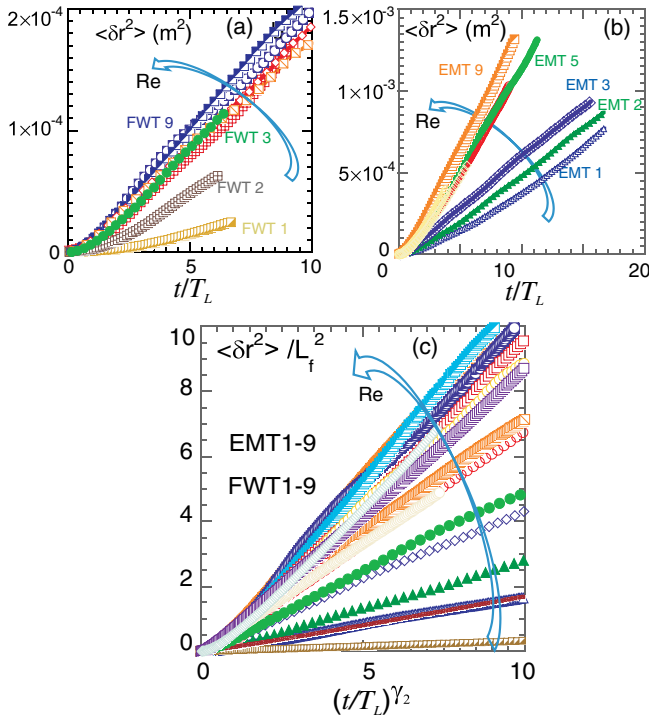 <δr²> (m²) (a)
2×10⁻⁴
1×10⁻⁴
0
Re
FWT 9
FWT 3
FWT 2
FWT 1
0 5 10
t/T_L
<δr²> (m²) (b)
1.5×10⁻³
1×10⁻³
5×10⁻⁴
0
EMT 9
EMT 5
EMT 3
EMT 2
EMT 1
Re
0 10 20
t/T_L
<δr²> /L_f² (c)
10
8
6
4
2
0
Re
EMT1-9
FWT1-9
0 5 10
(t/T_L)^γ₂